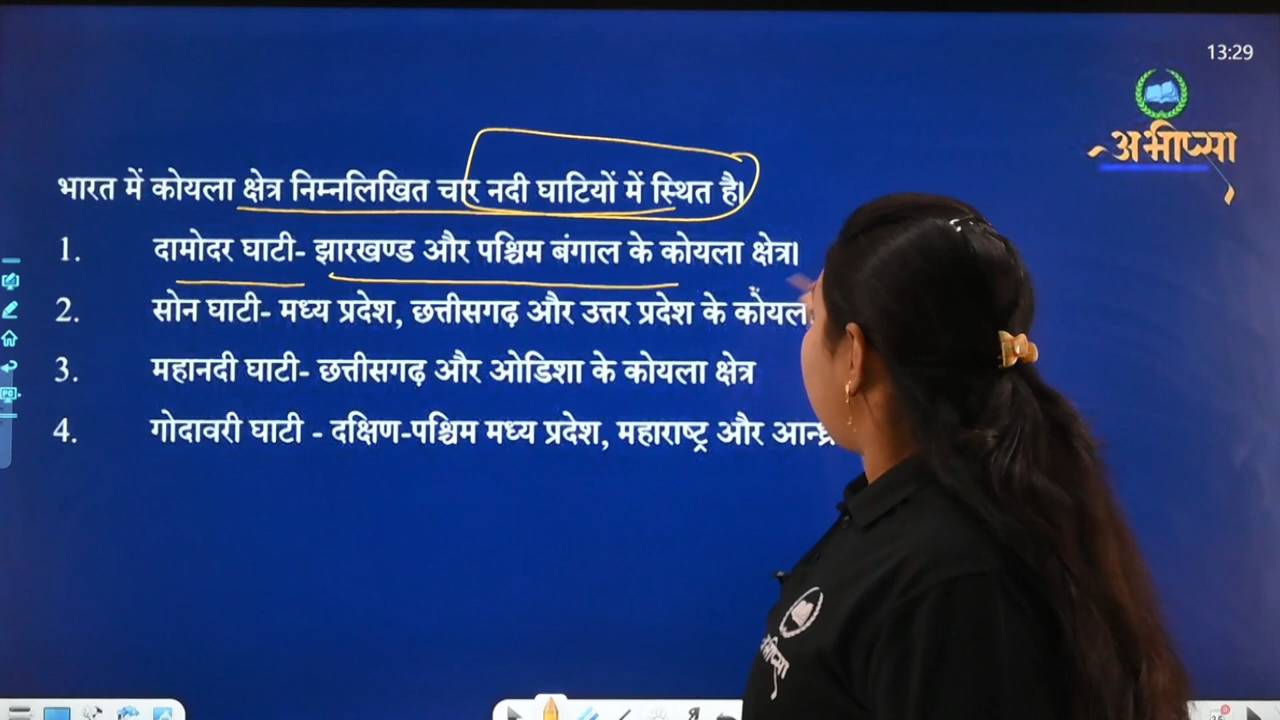 13:29
अभीप्सा
भारत में कोयला क्षेत्र निम्नलिखित चार नदी घाटियों में स्थित है।
1. दामोदर घाटी- झारखण्ड और पश्चिम बंगाल के कोयला क्षेत्र।
2. सोन घाटी- मध्य प्रदेश, छत्तीसगढ़ और उत्तर प्रदेश के
3. महानदी घाटी- छत्तीसगढ़ और ओडिशा के कोयला क्षेत्र
4. गोदावरी घाटी - दक्षिण-पश्चिम मध्य प्रदेश, महाराष्ट्र और